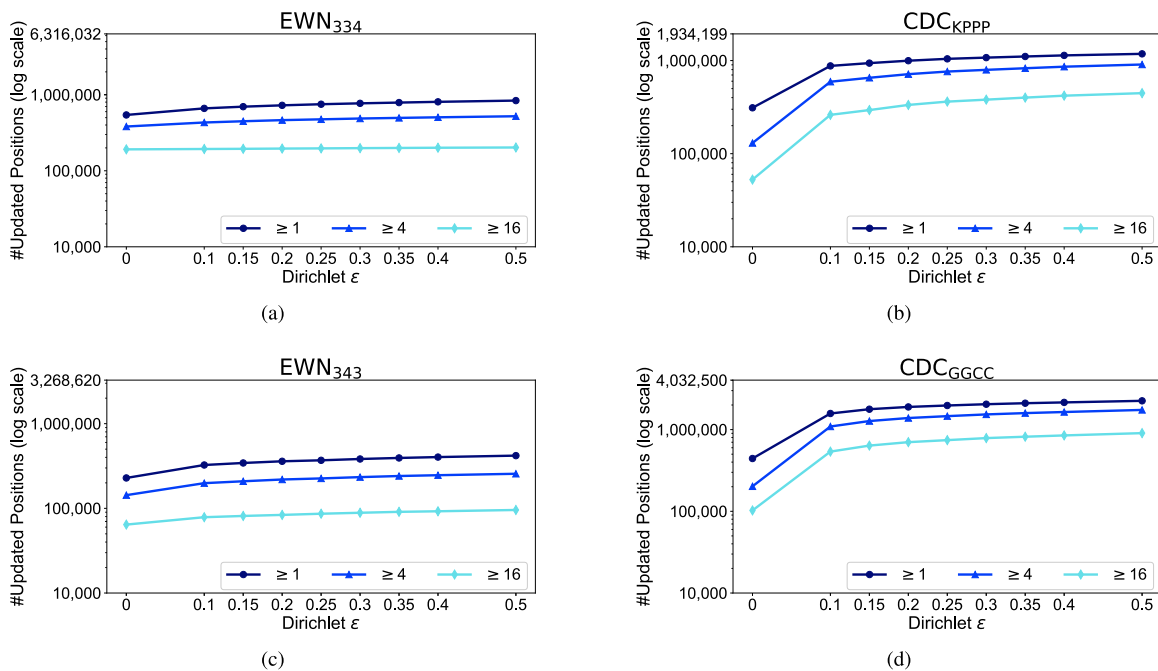 EWN334
#Updated Positions (log scale)
6,316,032
1,000,000
100,000
10,000
≥ 1 ≥ 4 ≥ 16
0 0.1 0.15 0.2 0.25 0.3 0.35 0.4 0.5
Dirichlet ε
(a)
CDCKPPP
#Updated Positions (log scale)
1,934,199
1,000,000
100,000
10,000
≥ 1 ≥ 4 ≥ 16
0 0.1 0.15 0.2 0.25 0.3 0.35 0.4 0.5
Dirichlet ε
(b)
EWN343
#Updated Positions (log scale)
3,268,620
1,000,000
100,000
10,000
≥ 1 ≥ 4 ≥ 16
0 0.1 0.15 0.2 0.25 0.3 0.35 0.4 0.5
Dirichlet ε
(c)
CDCGGCC
#Updated Positions (log scale)
4,032,500
1,000,000
100,000
10,000
≥ 1 ≥ 4 ≥ 16
0 0.1 0.15 0.2 0.25 0.3 0.35 0.4 0.5
Dirichlet ε
(d)